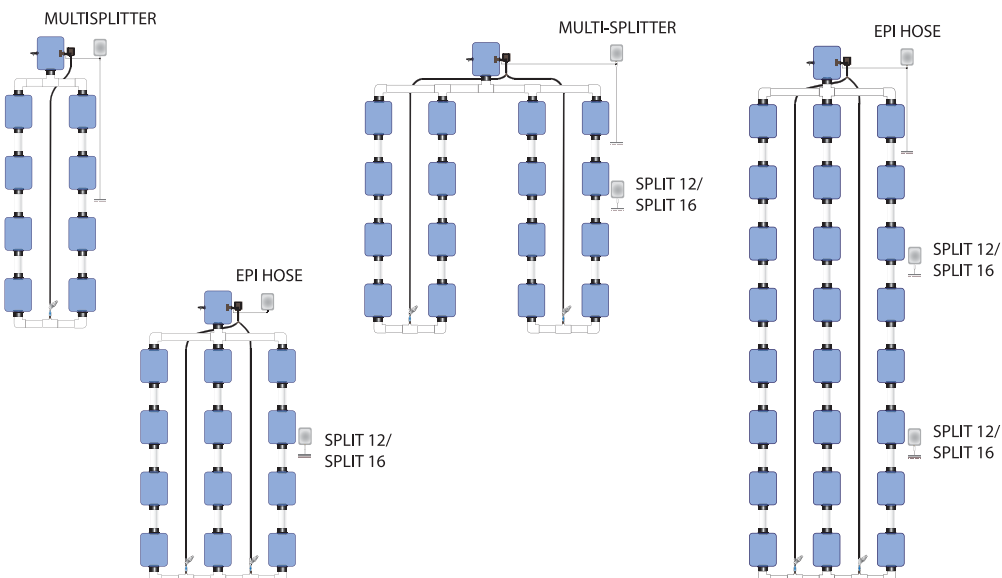 MULTISPLITTER
MULTI-SPLITTER
EPI HOSE
SPLIT 12/
SPLIT 16
SPLIT 12/
SPLIT 16
EPI HOSE
SPLIT 12/
SPLIT 16
SPLIT 12/
SPLIT 16